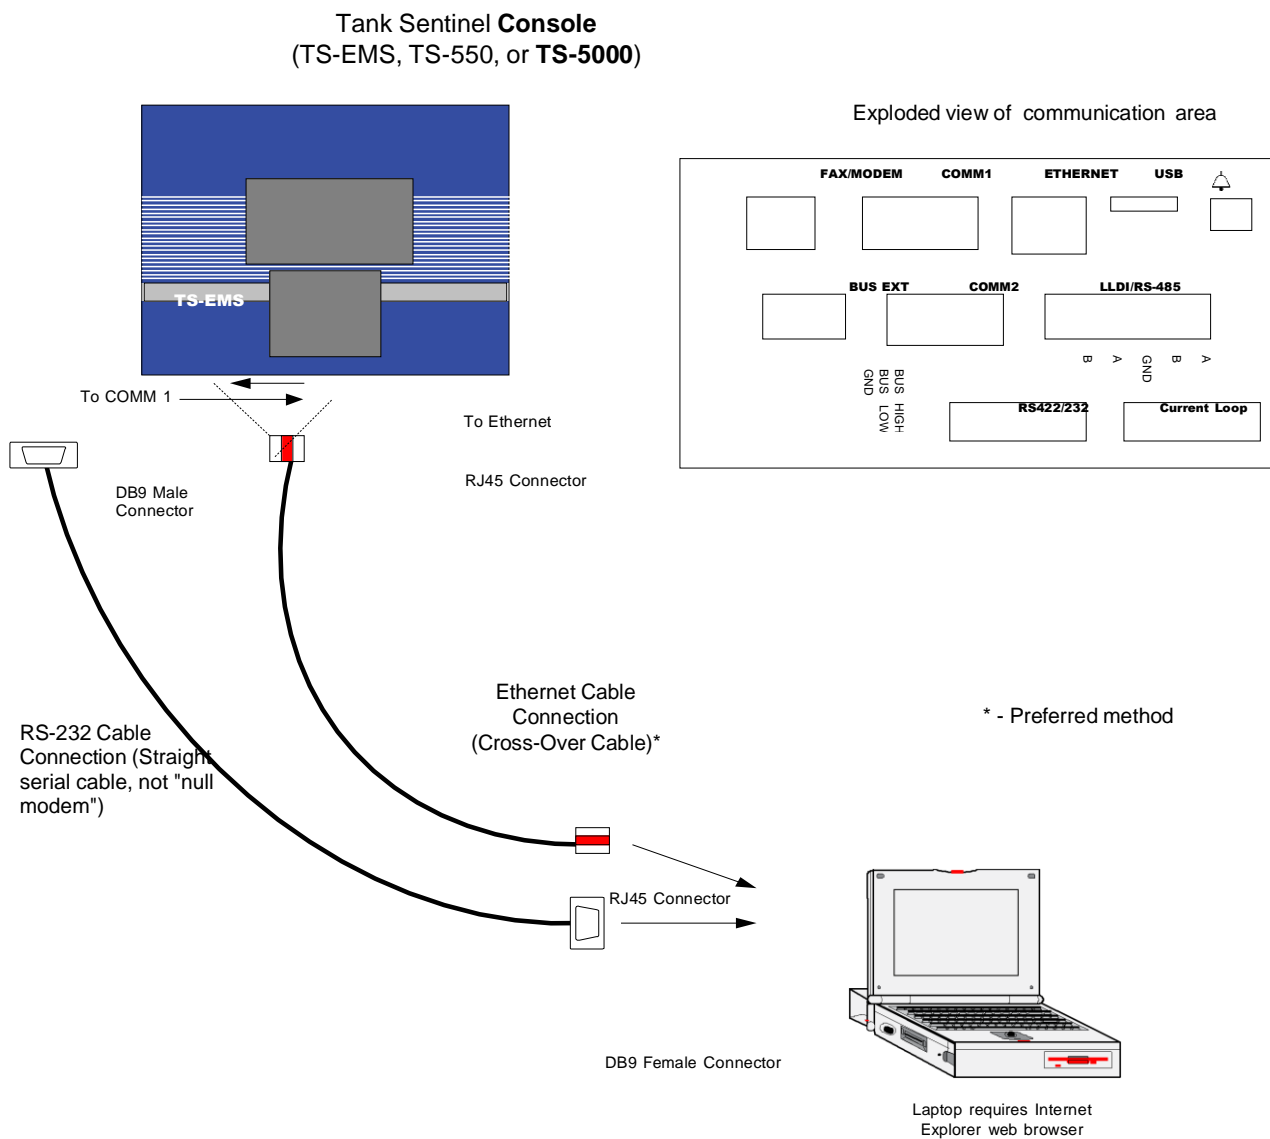 Tank Sentinel Console
(TS-EMS, TS-550, or TS-5000)
Exploded view of communication area
FAX/MODEM COMM1 ETHERNET USB
BUS EXT COMM2 LLDI/RS-485
B A GND B A
BUS HIGH
BUS LOW
GND
RS422/232 Current Loop
TS-EMS
To COMM 1
To Ethernet
RJ45 Connector
DB9 Male
Connector
Ethernet Cable
Connection
(Cross-Over Cable)*
* - Preferred method
RS-232 Cable
Connection (Straight
serial cable, not "null
modem")
RJ45 Connector
DB9 Female Connector
Laptop requires Internet
Explorer web browser